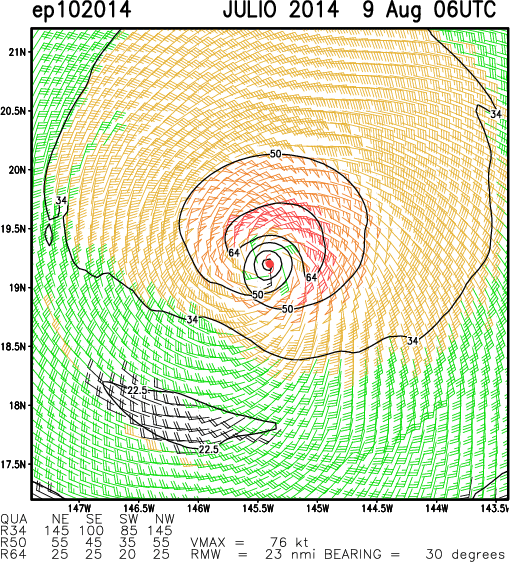 ep102014 JULIO 2014 9 Aug 06UTC
21N
20.5N
34
50
20N
34
19.5N
64
64
19N
50
50
34
34
18.5N
22.5
18N
22.5
17.5N
147W 146.5W 146W 145.5W 145W 144.5W 144W 143.5W
QUA NE SE SW NW
R34 145 100 85 145
R50 55 45 35 55 VMAX = 76 kt
R64 25 25 20 25 RMW = 23 nmi BEARING = 30 degrees